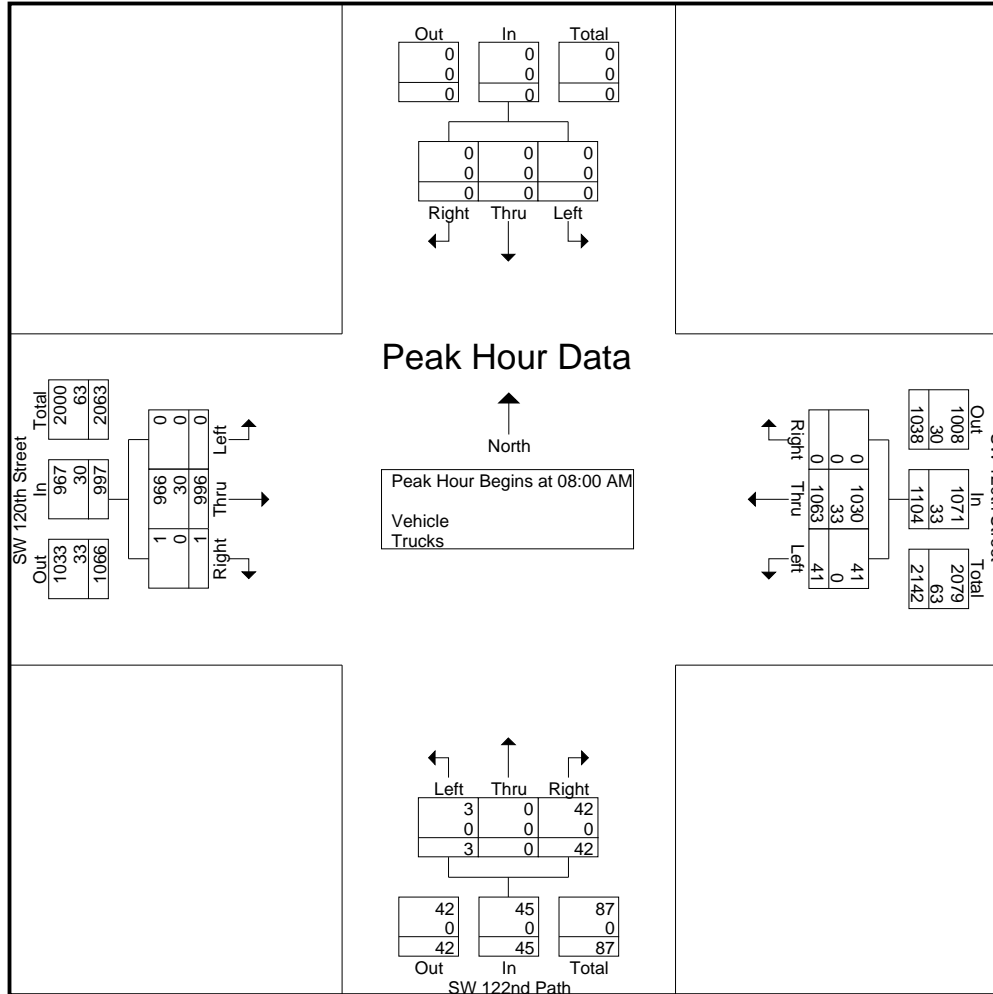 Out In Total
0 0 0
0 0 0
0 0 0
0 0 0
0 0 0
0 0 0
Right Thru Left
Peak Hour Data
North
Peak Hour Begins at 08:00 AM
Vehicle
Trucks
SW 120th Street
Out In Total
1033 967 2000
33 30 63
1066 997 2063
1 966 0
0 30 0
1 996 0
Right Thru Left
Out In Total
1008 1071 2079
30 33 63
1038 1104 2142
0 1030 41
0 33 0
0 1063 41
Right Thru Left
Left Thru Right
3 0 42
0 0 0
3 0 42
42 45 87
0 0 0
42 45 87
Out In Total
SW 122nd Path